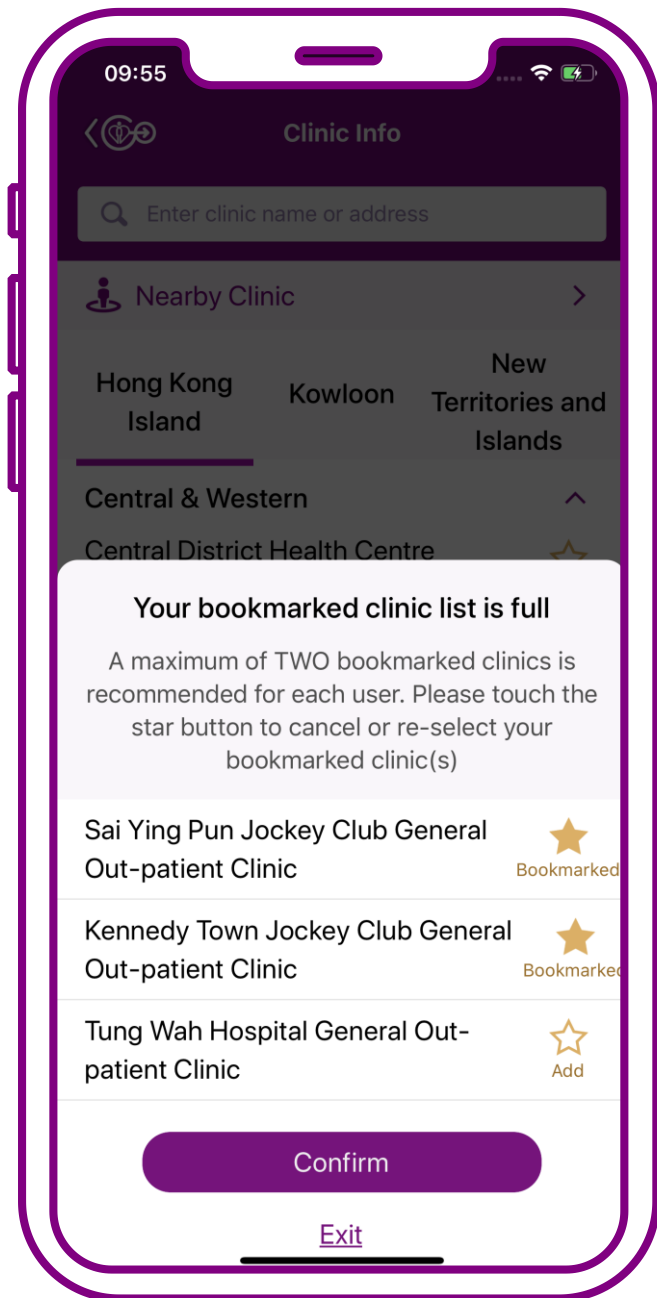 09:55
Clinic Info
Enter clinic name or address
Nearby Clinic
Hong Kong
Island
Kowloon
New
Territories and
Islands
Central & Western
Central District Health Centre
Your bookmarked clinic list is full
A maximum of TWO bookmarked clinics is
recommended for each user. Please touch the
star button to cancel or re-select your
bookmarked clinic(s)
Sai Ying Pun Jockey Club General
Out-patient Clinic
Bookmarked
Kennedy Town Jockey Club General
Out-patient Clinic
Bookmarked
Tung Wah Hospital General Out-
patient Clinic
Add
Confirm
Exit